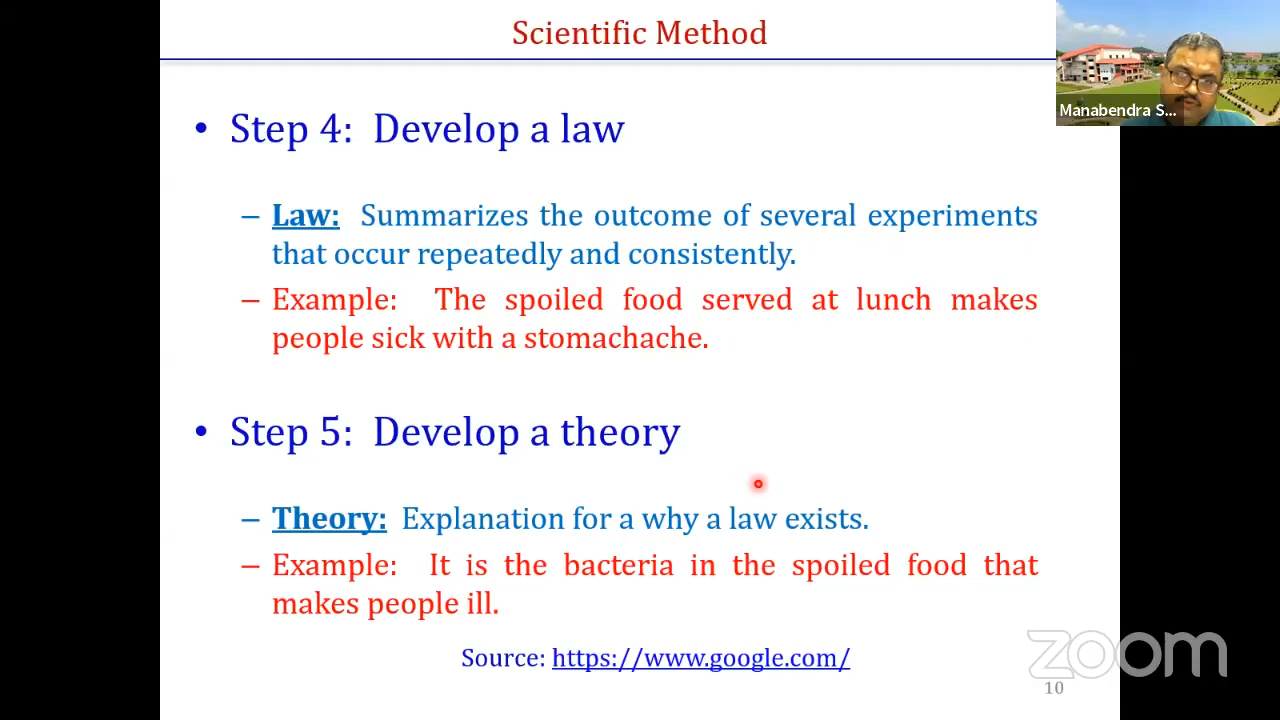 Scientific Method
Manabendra S...
• Step 4: Develop a law
– Law: Summarizes the outcome of several experiments
that occur repeatedly and consistently.
– Example: The spoiled food served at lunch makes
people sick with a stomachache.
• Step 5: Develop a theory
– Theory: Explanation for a why a law exists.
– Example: It is the bacteria in the spoiled food that
makes people ill.
Source: https://www.google.com/
zoom
10